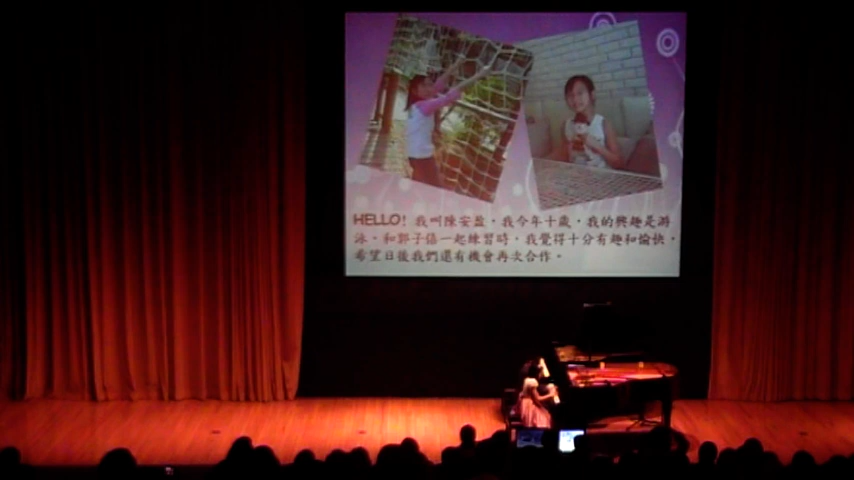 HELLO! 我叫陳安盈,我今年十歲,我的興趣是游
泳。和郭子偣一起練習時,我覺得十分有趣和愉快,
希望日後我們還有機會再次合作。